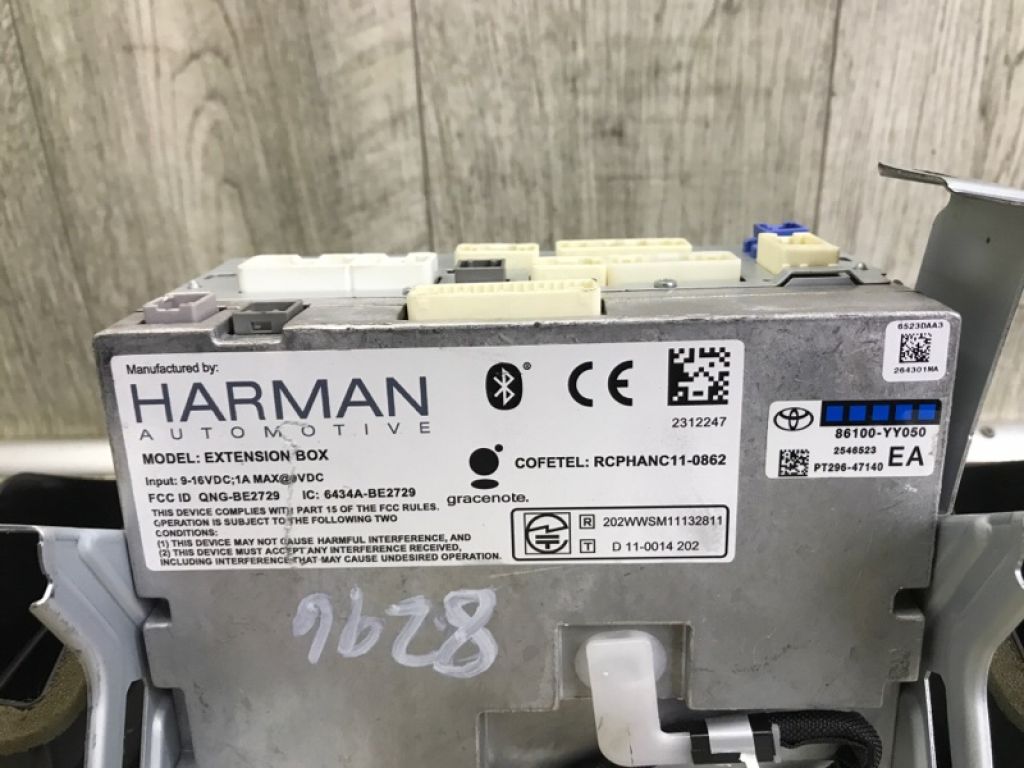 Manufactured by:
HARMAN
AUTOMOTIVE
MODEL: EXTENSION BOX
Input: 9-16VDC;1A MAX@9VDC
FCC ID QNG-BE2729 IC: 6434A-BE2729
THIS DEVICE COMPLIES WITH PART 15 OF THE FCC RULES.
OPERATION IS SUBJECT TO THE FOLLOWING TWO
CONDITIONS:
(1) THIS DEVICE MAY NOT CAUSE HARMFUL INTERFERENCE, AND
(2) THIS DEVICE MUST ACCEPT ANY INTERFERENCE RECEIVED,
INCLUDING INTERFERENCE THAT MAY CAUSE UNDESIRED OPERATION.
®
CE
2312247
gracenote.
COFETEL: RCPHANC11-0862
R 202WWSM11132811
T D 11-0014 202
6523DAA3
264301MA
86100-YY050
2546523
PT296-47140 EA